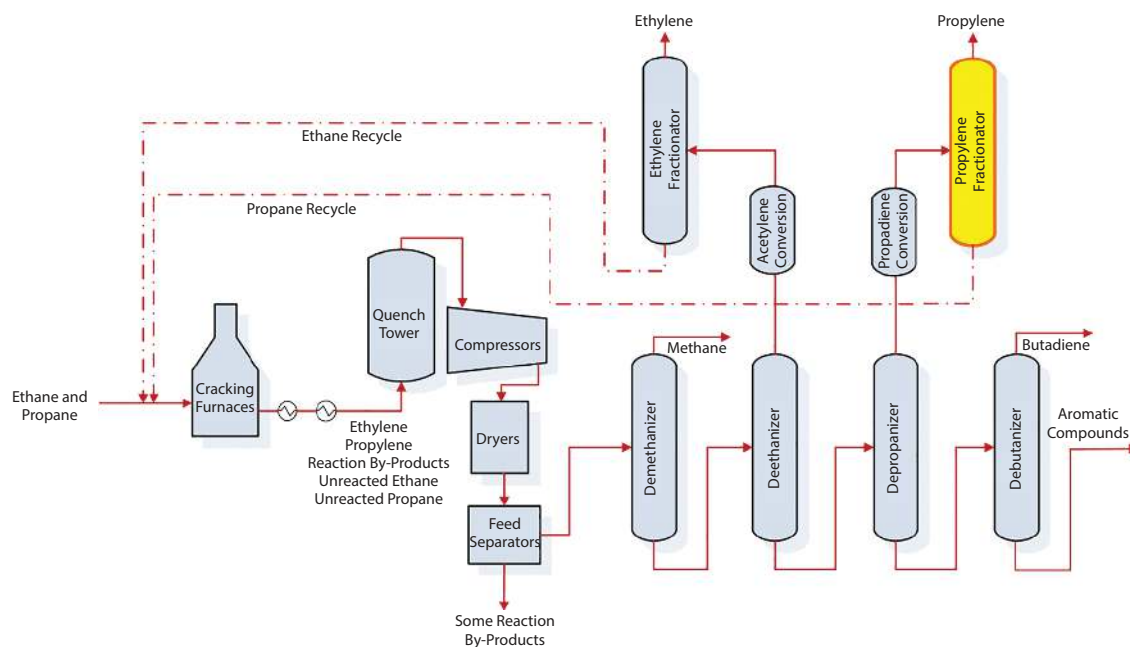 Ethylene
Propylene
Ethylene
Fractionator
Propylene
Fractionator
Ethane Recycle
Propane Recycle
Acetylene
Conversion
Propadiene
Conversion
Quench
Tower
Compressors
Methane
Butadiene
Ethane and
Propane
Cracking
Furnaces
Ethylene
Propylene
Reaction By-Products
Unreacted Ethane
Unreacted Propane
Dryers
Demethanizer
Deethanizer
Depropanizer
Debutanizer
Aromatic
Compounds
Feed
Separators
Some Reaction
By-Products